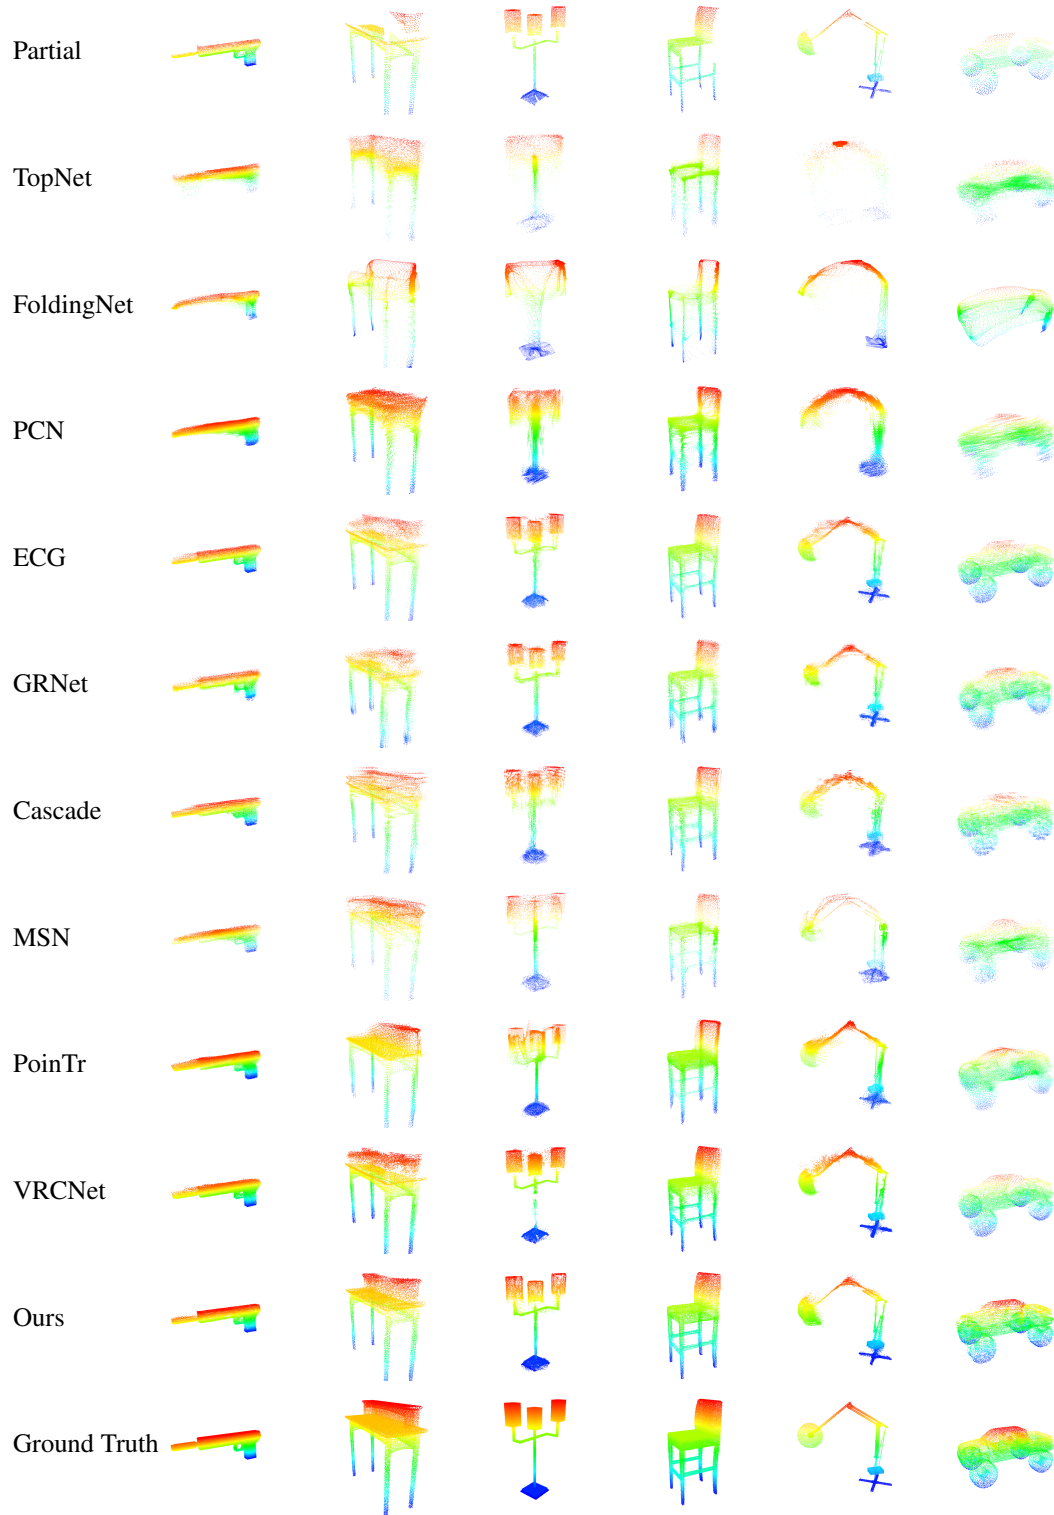 Partial
TopNet
FoldingNet
PCN
ECG
GRNet
Cascade
MSN
PoinTr
VRCNet
Ours
Ground Truth